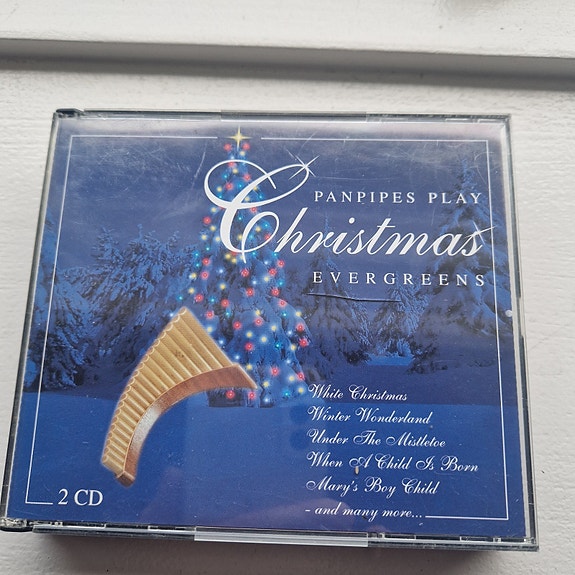 PANPIPES PLAY
Christmas
EVERGREENS
White Christmas
Winter Wonderland
Under The Mistletoe
When A Child Is Born
Mary's Boy Child
- and many more...
2 CD